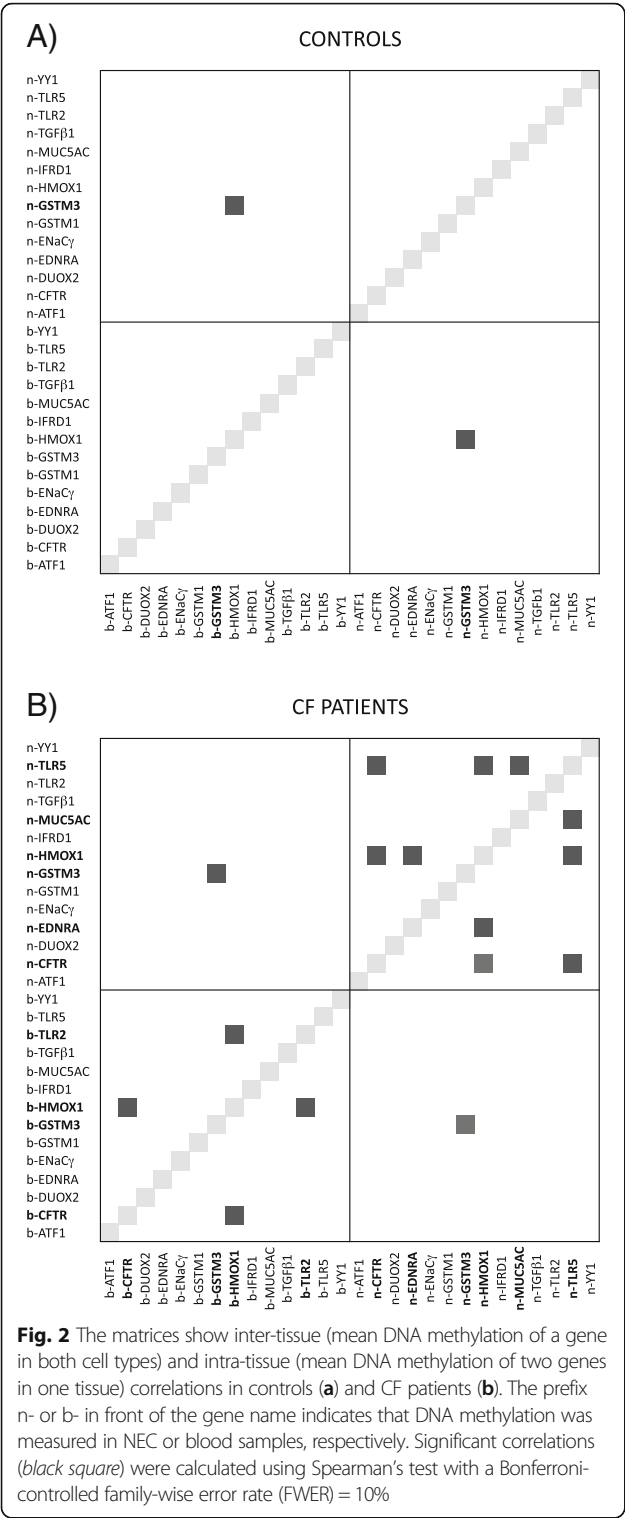 A)
CONTROLS
n-YY1
n-TLR5
n-TLR2
n-TGFβ1
n-MUC5AC
n-IFRD1
n-HMOX1
n-GSTM3
n-GSTM1
n-ENaCγ
n-EDNRA
n-DUOX2
n-CFTR
n-ATF1
b-YY1
b-TLR5
b-TLR2
b-TGFβ1
b-MUC5AC
b-IFRD1
b-HMOX1
b-GSTM3
b-GSTM1
b-ENaCγ
b-EDNRA
b-DUOX2
b-CFTR
b-ATF1
b-ATF1
b-CFTR
b-DUOX2
b-EDNRA
b-ENaCγ
b-GSTM1
b-GSTM3
b-HMOX1
b-IFRD1
b-MUC5AC
b-TGFβ1
b-TLR2
b-TLR5
b-YY1
n-ATF1
n-CFTR
n-DUOX2
n-EDNRA
n-ENaCγ
n-GSTM1
n-GSTM3
n-HMOX1
n-IFRD1
n-MUC5AC
n-TGFb1
n-TLR2
n-TLR5
n-YY1
B)
CF PATIENTS
n-YY1
n-TLR5
n-TLR2
n-TGFβ1
n-MUC5AC
n-IFRD1
n-HMOX1
n-GSTM3
n-GSTM1
n-ENaCγ
n-EDNRA
n-DUOX2
n-CFTR
n-ATF1
b-YY1
b-TLR5
b-TLR2
b-TGFβ1
b-MUC5AC
b-IFRD1
b-HMOX1
b-GSTM3
b-GSTM1
b-ENaCγ
b-EDNRA
b-DUOX2
b-CFTR
b-ATF1
b-ATF1
b-CFTR
b-DUOX2
b-EDNRA
b-ENaCγ
b-GSTM1
b-GSTM3
b-HMOX1
b-IFRD1
b-MUC5AC
b-TGFβ1
b-TLR2
b-TLR5
b-YY1
n-ATF1
n-CFTR
n-DUOX2
n-EDNRA
n-ENaCγ
n-GSTM1
n-GSTM3
n-HMOX1
n-IFRD1
n-MUC5AC
n-TGFβ1
n-TLR2
n-TLR5
n-YY1
Fig. 2 The matrices show inter-tissue (mean DNA methylation of a gene
in both cell types) and intra-tissue (mean DNA methylation of two genes
in one tissue) correlations in controls (a) and CF patients (b). The prefix
n- or b- in front of the gene name indicates that DNA methylation was
measured in NEC or blood samples, respectively. Significant correlations
(black square) were calculated using Spearman's test with a Bonferroni-
controlled family-wise error rate (FWER) = 10%